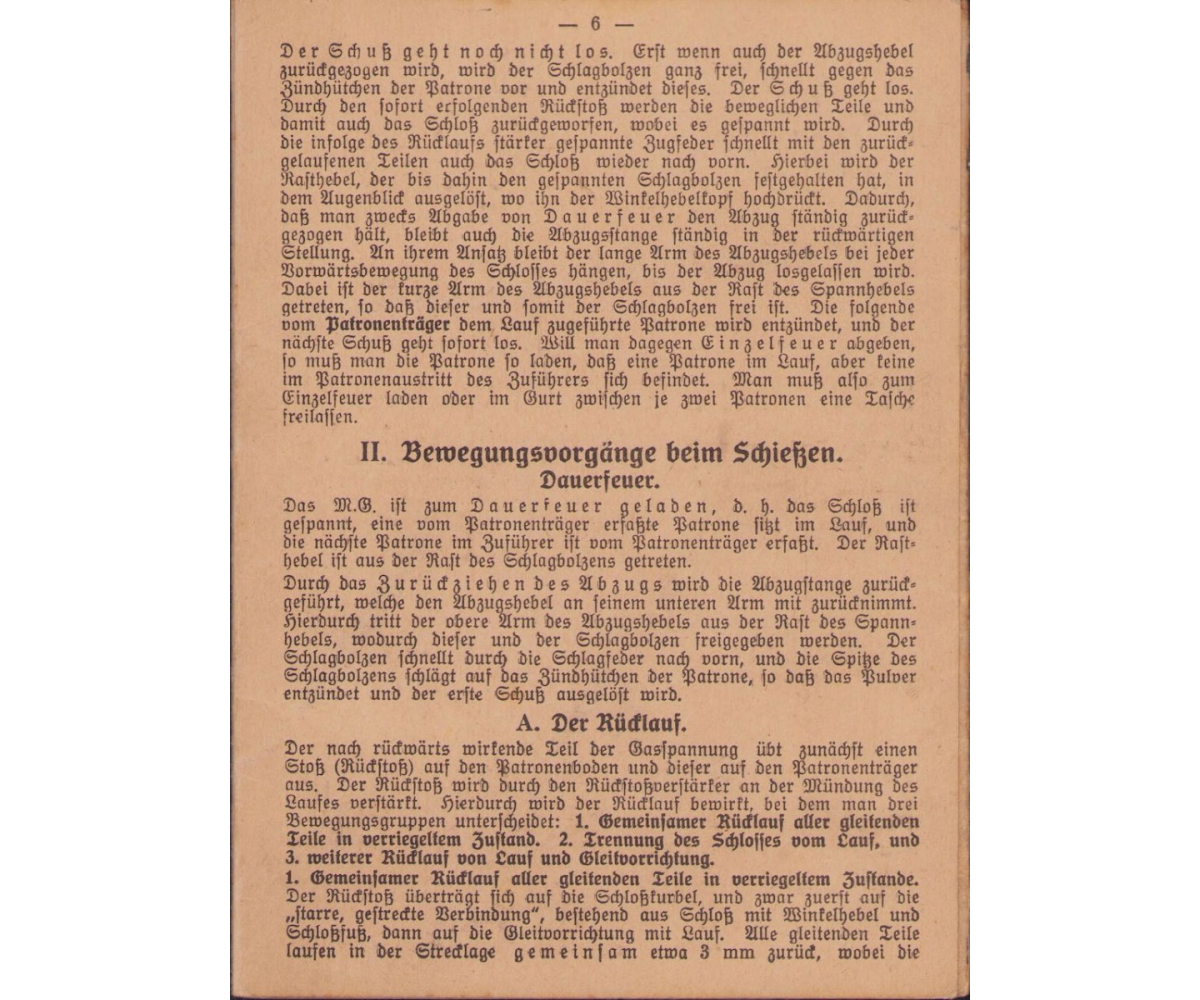 — 6 —
Der Schuß geht noch nicht los. Erst wenn auch der Abzugshebel
zurückgezogen wird, wird der Schlagbolzen ganz frei, schnellt gegen das
Zündhütchen der Patrone vor und entzündet dieses. Der Schuß geht los.
Durch den sofort erfolgenden Rückstoß werden die beweglichen Teile und
damit auch das Schloß zurückgeworfen, wobei es gespannt wird. Durch
die infolge des Rücklaufs stärker gespannte Zugfeder schnellt mit den zurück-
gelaufenen Teilen auch das Schloß wieder nach vorn. Hierbei wird der
Rasthebel, der bis dahin den gespannten Schlagbolzen festgehalten hat, in
dem Augenblick ausgelöst, wo ihn der Winkelhebelkopf hochdrückt. Dadurch,
daß man zwecks Abgabe von Dauerfeuer den Abzug ständig zurück-
gezogen hält, bleibt auch die Abzugsstange ständig in der rückwärtigen
Stellung. An ihrem Ansatz bleibt der lange Arm des Abzugshebels bei jeder
Vorwärtsbewegung des Schlosses hängen, bis der Abzug losgelassen wird.
Dabei ist der kurze Arm des Abzugshebels aus der Rast des Spannhebels
getreten, so daß dieser und somit der Schlagbolzen frei ist. Die folgende
vom Patronenträger dem Lauf zugeführte Patrone wird entzündet, und der
nächste Schuß geht sofort los. Will man dagegen Einzelfeuer abgeben,
so muß man die Patrone so laden, daß eine Patrone im Lauf, aber keine
im Patronenaustritt des Zuführers sich befindet. Man muß also zum
Einzelfeuer laden oder im Gurt zwischen je zwei Patronen eine Tasche
freilassen.
II. Bewegungsvorgänge beim Schießen.
Dauerfeuer.
Das M.G. ist zum Dauerfeuer geladen, d. h. das Schloß ist
gespannt, eine vom Patronenträger erfaßte Patrone sitzt im Lauf, und
die nächste Patrone im Zuführer ist vom Patronenträger erfaßt. Der Rast-
hebel ist aus der Rast des Schlagbolzens getreten.
Durch das Zurückziehen des Abzugs wird die Abzugstange zurück-
geführt, welche den Abzugshebel an seinem unteren Arm mit zurücknimmt.
Hierdurch tritt der obere Arm des Abzugshebels aus der Rast des Spann-
hebels, wodurch dieser und der Schlagbolzen freigegeben werden. Der
Schlagbolzen schnellt durch die Schlagfeder nach vorn, und die Spitze des
Schlagbolzens schlägt auf das Zündhütchen der Patrone, so daß das Pulver
entzündet und der erste Schuß ausgelöst wird.
A. Der Rücklauf.
Der nach rückwärts wirkende Teil der Gasspannung übt zunächst einen
Stoß (Rückstoß) auf den Patronenboden und dieser auf den Patronenträger
aus. Der Rückstoß wird durch den Rückstoßverstärker an der Mündung des
Laufes verstärkt. Hierdurch wird der Rücklauf bewirkt, bei dem man drei
Bewegungsgruppen unterscheidet: 1. Gemeinsamer Rücklauf aller gleitenden
Teile in verriegeltem Zustand. 2. Trennung des Schlosses vom Lauf, und
3. weiterer Rücklauf von Lauf und Gleitvorrichtung.
1. Gemeinsamer Rücklauf aller gleitenden Teile in verriegeltem Zustande.
Der Rückstoß überträgt sich auf die Schloßkurbel, und zwar zuerst auf die
„starre, gestreckte Verbindung“, bestehend aus Schloß mit Winkelhebel und
Schloßfuß, dann auf die Gleitvorrichtung mit Lauf. Alle gleitenden Teile
laufen in der Strecklage gemeinsam etwa 3 mm zurück, wobei die